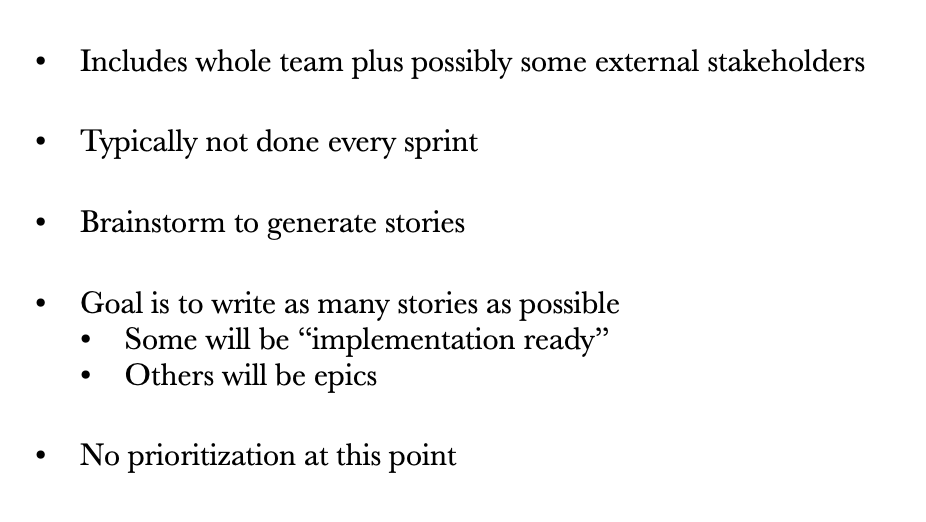 • Includes whole team plus possibly some external stakeholders
• Typically not done every sprint
• Brainstorm to generate stories
• Goal is to write as many stories as possible
• Some will be “implementation ready”
• Others will be epics
• No prioritization at this point